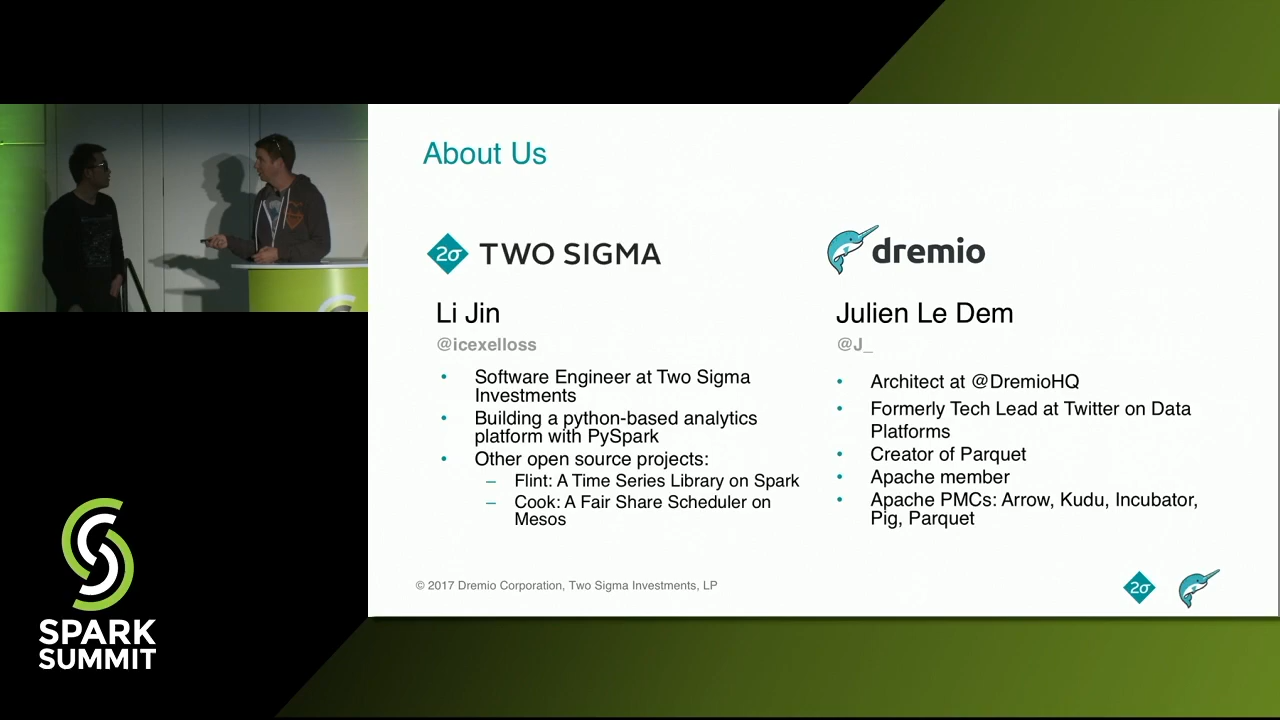 About Us
2σ TWO SIGMA
Li Jin
@icexelloss
• Software Engineer at Two Sigma
Investments
• Building a python-based analytics
platform with PySpark
• Other open source projects:
– Flint: A Time Series Library on Spark
– Cook: A Fair Share Scheduler on
Mesos
dremio
Julien Le Dem
@J_
• Architect at @DremioHQ
• Formerly Tech Lead at Twitter on Data
Platforms
• Creator of Parquet
• Apache member
• Apache PMCs: Arrow, Kudu, Incubator,
Pig, Parquet
© 2017 Dremio Corporation, Two Sigma Investments, LP
2σ
SPARK
SUMMIT